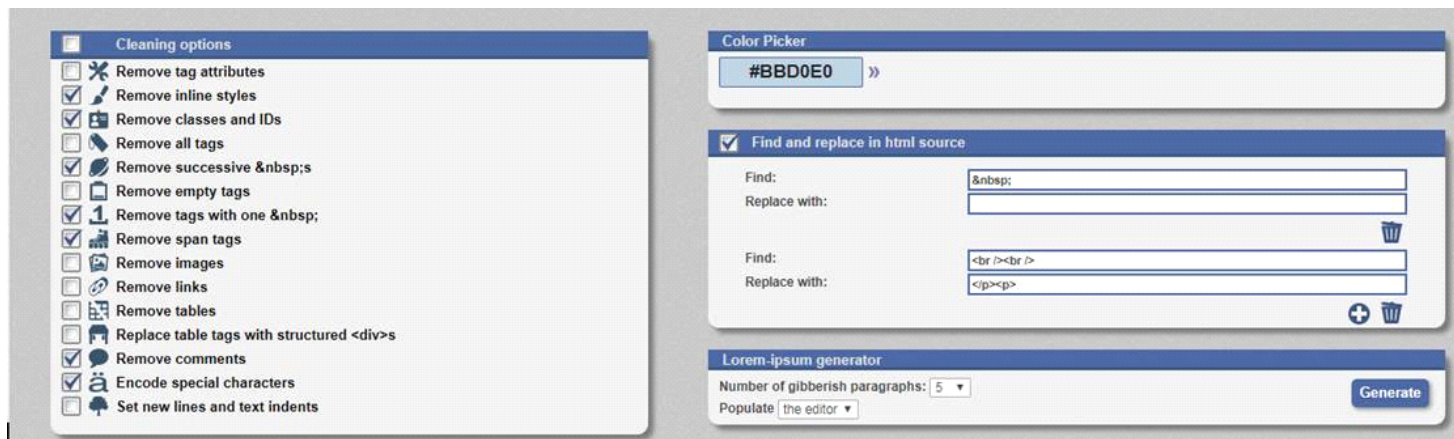 Cleaning options
Remove tag attributes
Remove inline styles
Remove classes and IDs
Remove all tags
Remove successive &nbsp;s
Remove empty tags
Remove tags with one &nbsp;
Remove span tags
Remove images
Remove links
Remove tables
Replace table tags with structured <div>s
Remove comments
Encode special characters
Set new lines and text indents
Color Picker
#BBD0E0 »
Find and replace in html source
Find: &nbsp;
Replace with:
Find: <br /><br />
Replace with: </p><p>
Lorem-ipsum generator
Number of gibberish paragraphs: 5
Populate the editor
Generate